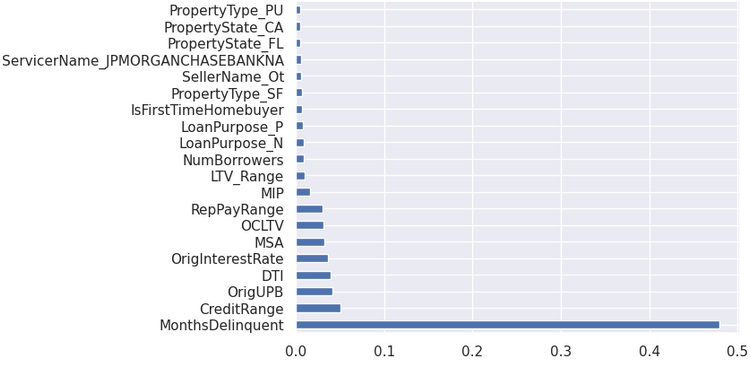 PropertyType_PU
PropertyState_CA
PropertyState_FL
ServicerName_JPMORGANCHASEBANKNA
SellerName_Ot
PropertyType_SF
IsFirstTimeHomebuyer
LoanPurpose_P
LoanPurpose_N
NumBorrowers
LTV_Range
MIP
RepPayRange
OCLTV
MSA
OrigInterestRate
DTI
OrigUPB
CreditRange
MonthsDelinquent
0.0 0.1 0.2 0.3 0.4 0.5